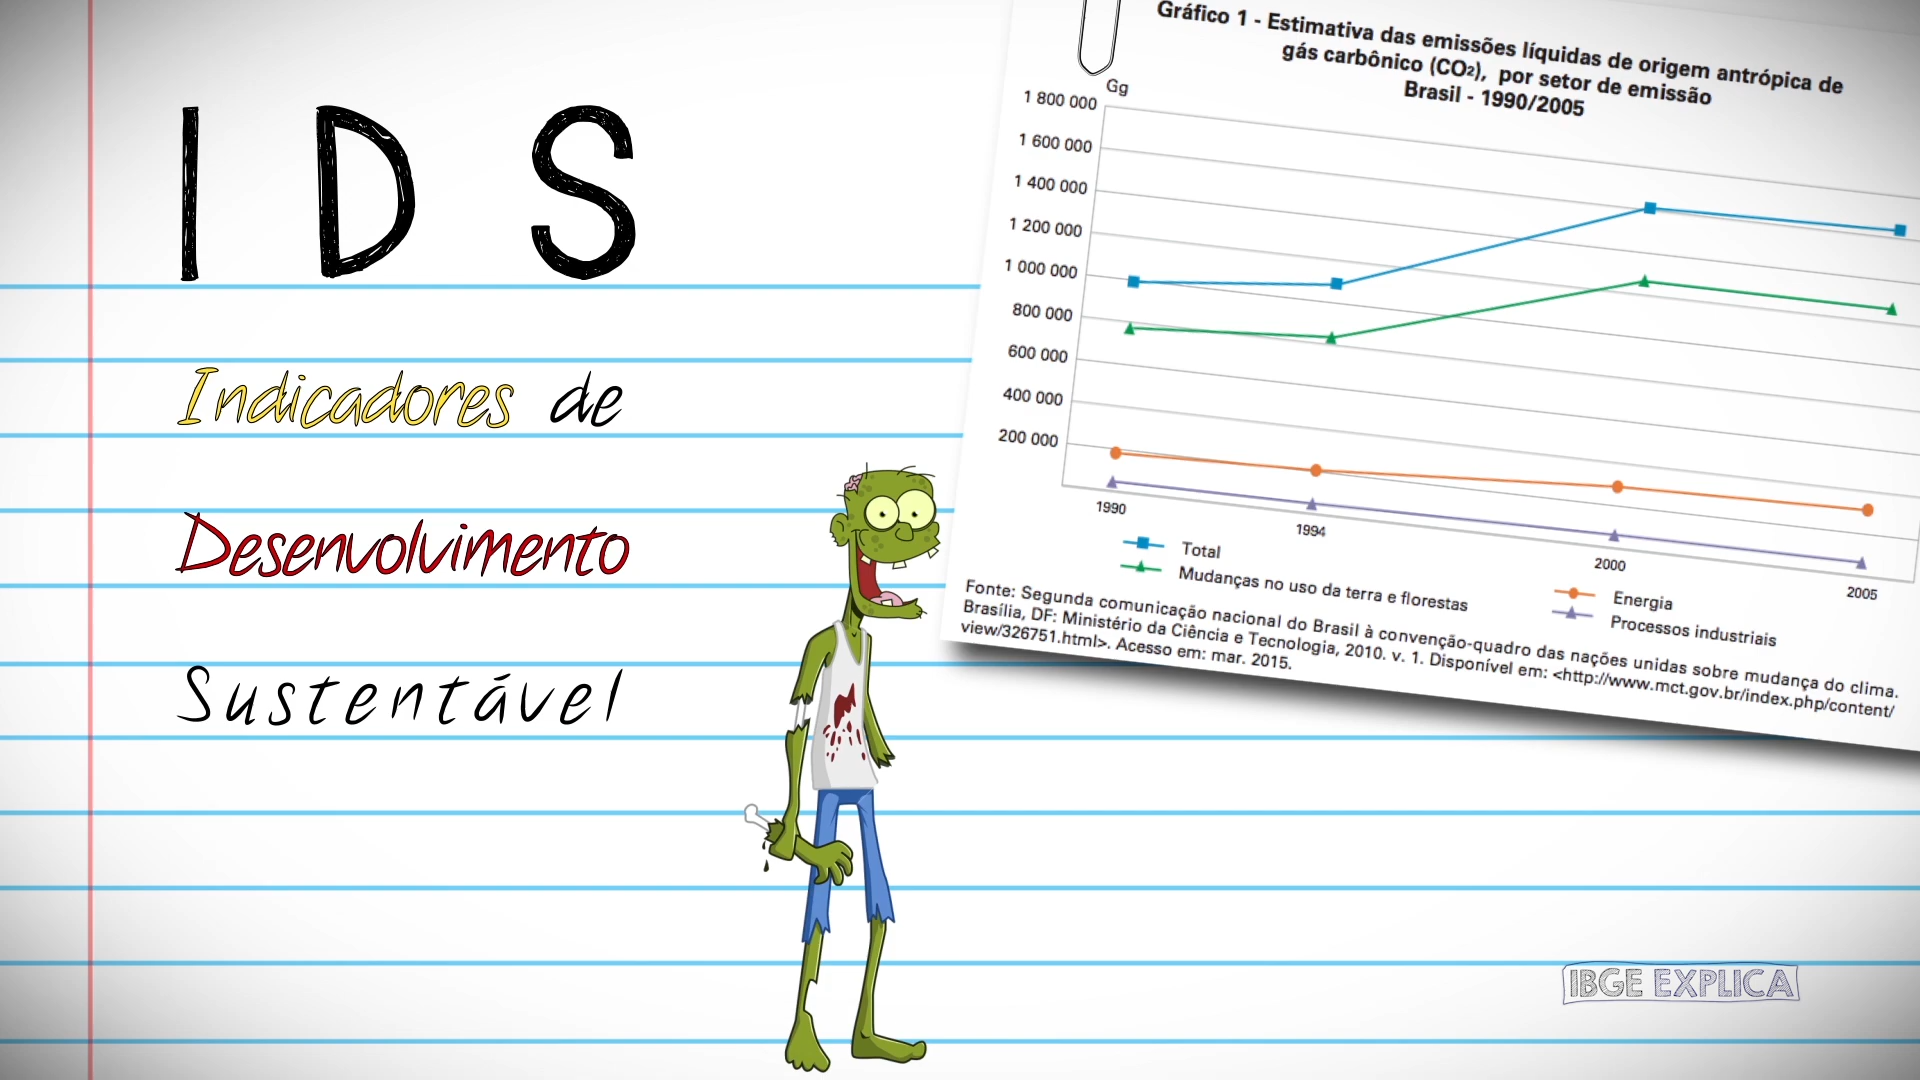 I D S
Indicadores de
Desenvolvimento
Sustentável
Gráfico 1 - Estimativa das emissões líquidas de origem antrópica de
gás carbônico (CO₂), por setor de emissão
Brasil - 1990/2005
Gg
1 800 000
1 600 000
1 400 000
1 200 000
1 000 000
800 000
600 000
400 000
200 000
1990
1994
2000
2005
Total
Mudanças no uso da terra e florestas
Energia
Processos industriais
Fonte: Segunda comunicação nacional do Brasil à convenção-quadro das nações unidas sobre mudança do clima.
Brasília, DF: Ministério da Ciência e Tecnologia, 2010. v. 1. Disponível em: <http://www.mct.gov.br/index.php/content/
view/326751.html>. Acesso em: mar. 2015.
IBGE EXPLICA